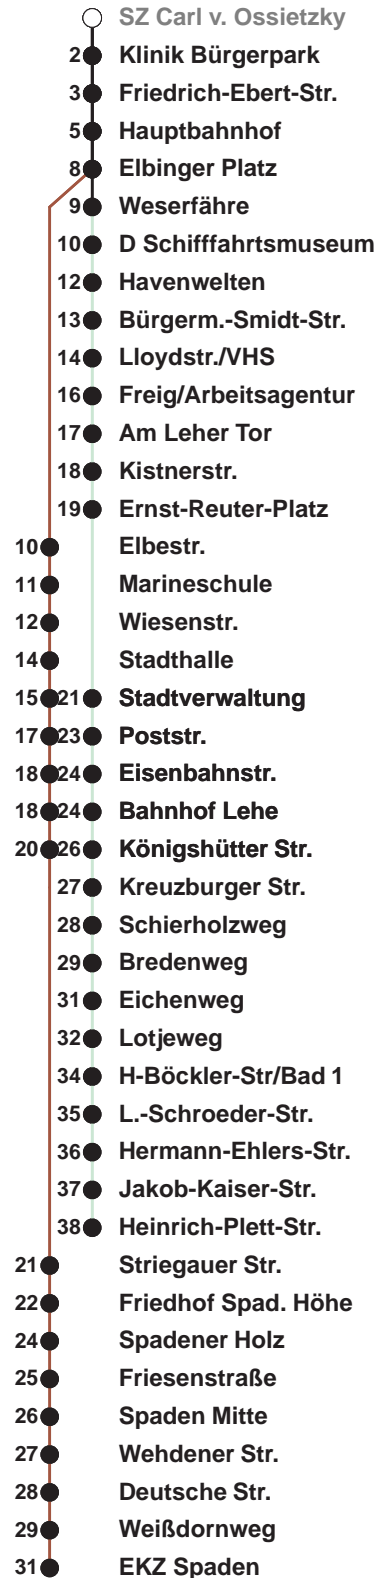 SZ Carl v. Ossietzky
2 Klinik Bürgerpark
3 Friedrich-Ebert-Str.
5 Hauptbahnhof
8 Elbinger Platz
9 Weserfähre
10 D Schifffahrtsmuseum
12 Havenwelten
13 Bürgerm.-Smidt-Str.
14 Lloydstr./VHS
16 Freig/Arbeitsagentur
17 Am Leher Tor
18 Kistnerstr.
19 Ernst-Reuter-Platz
10 Elbestr.
11 Marineschule
12 Wiesenstr.
14 Stadthalle
15 21 Stadtverwaltung
17 23 Poststr.
18 24 Eisenbahnstr.
18 24 Bahnhof Lehe
20 26 Königshütter Str.
27 Kreuzburger Str.
28 Schierholzweg
29 Bredenweg
31 Eichenweg
32 Lotjeweg
34 H-Böckler-Str/Bad 1
35 L.-Schroeder-Str.
36 Hermann-Ehlers-Str.
37 Jakob-Kaiser-Str.
38 Heinrich-Plett-Str.
21 Striegauer Str.
22 Friedhof Spad. Höhe
24 Spadener Holz
25 Friesenstraße
26 Spaden Mitte
27 Wehdener Str.
28 Deutsche Str.
29 Weißdornweg
31 EKZ Spaden